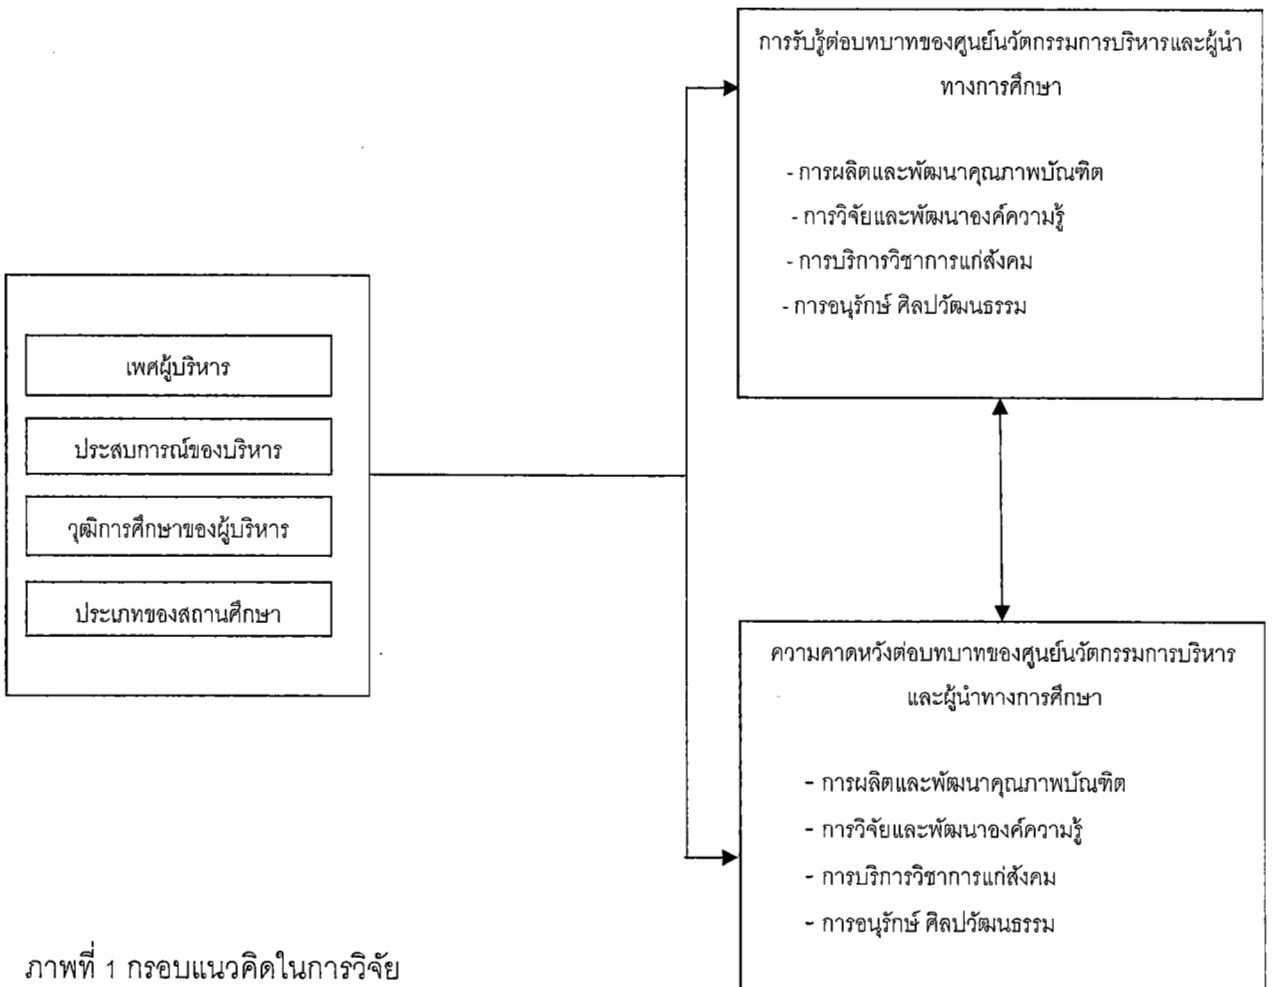 การรับรู้ต่อบทบาทของศูนย์นวัตกรรมการบริหารและผู้นำ
ทางการศึกษา
- การผลิตและพัฒนาคุณภาพบัณฑิต
- การวิจัยและพัฒนาองค์ความรู้
- การบริการวิชาการแก่สังคม
- การอนุรักษ์ ศิลปวัฒนธรรม
เพศผู้บริหาร
ประสบการณ์ของบริหาร
วุฒิการศึกษาของผู้บริหาร
ประเภทของสถานศึกษา
ความคาดหวังต่อบทบาทของศูนย์นวัตกรรมการบริหาร
และผู้นำทางการศึกษา
- การผลิตและพัฒนาคุณภาพบัณฑิต
- การวิจัยและพัฒนาองค์ความรู้
- การบริการวิชาการแก่สังคม
- การอนุรักษ์ ศิลปวัฒนธรรม
ภาพที่ 1 กรอบแนวคิดในการวิจัย